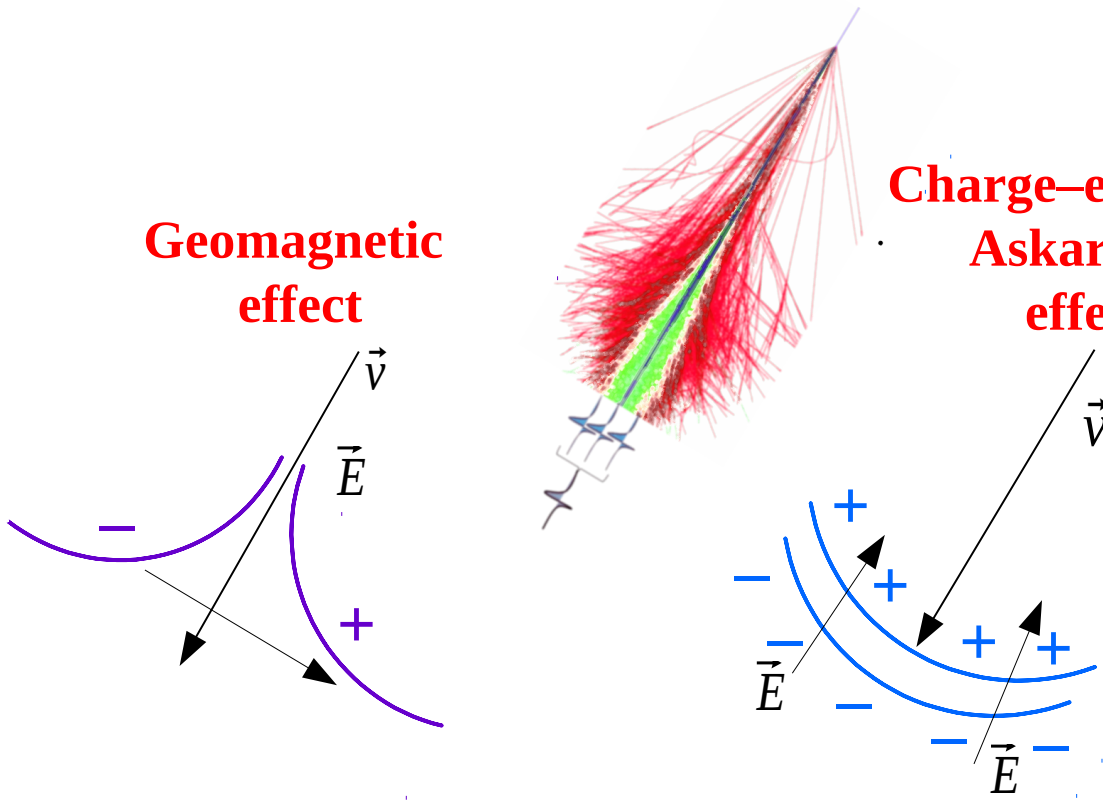 Geomagnetic
effect
v⃗
E⃗
−
+
Charge–e
Askar
effe
v⃗
+
+
+
+
−
−
−
−
−
E⃗
E⃗